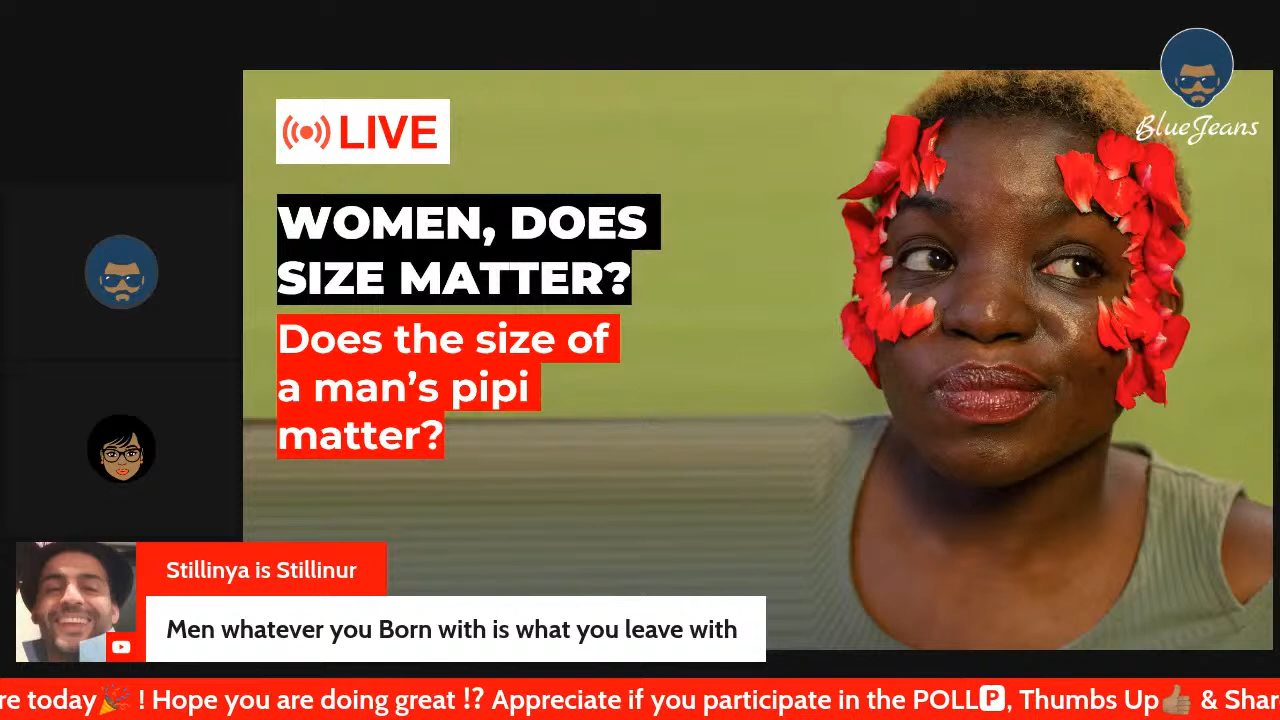 BlueJeans
LIVE
WOMEN, DOES
SIZE MATTER?
Does the size of
a man's pipi
matter?
Stillinya is Stillinur
Men whatever you Born with is what you leave with
re today🎉 ! Hope you are doing great !? Appreciate if you participate in the POLL🅿, Thumbs Up👍🏽 & Shar